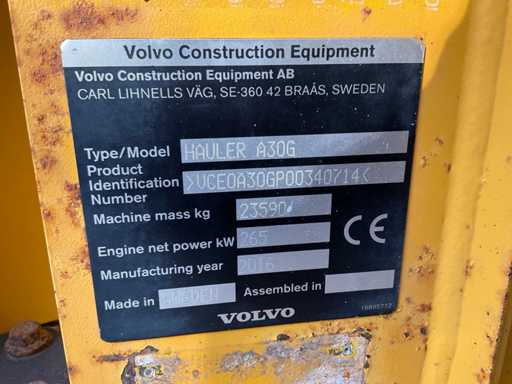 Volvo Construction Equipment
Volvo Construction Equipment AB
CARL LIHNELLS VÄG, SE-360 42 BRAÅS, SWEDEN
Type/Model HAULER A30G
Product
Identification >VCE0A30GP00340714<
Number
Machine mass kg 23590
Engine net power kW 265
Manufacturing year 2016
Made in SWEDEN Assembled in
CE
VOLVO